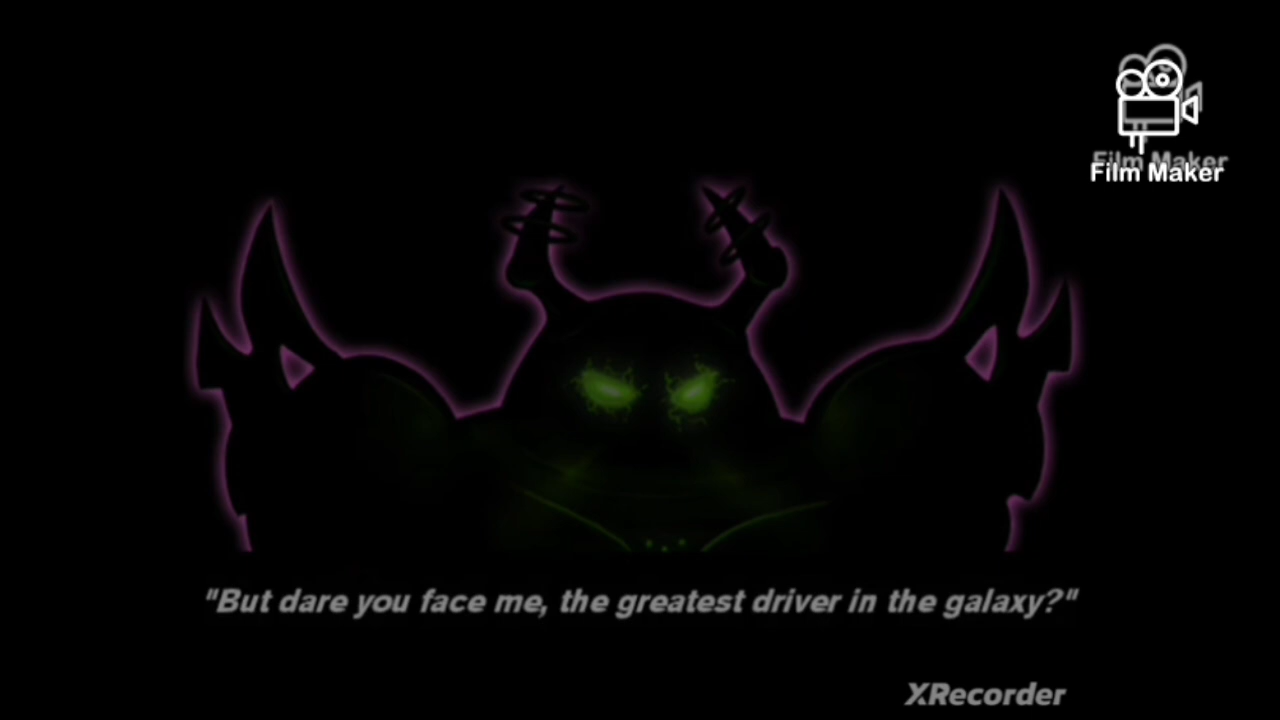 Film Maker
Film Maker
"But dare you face me, the greatest driver in the galaxy?"
XRecorder